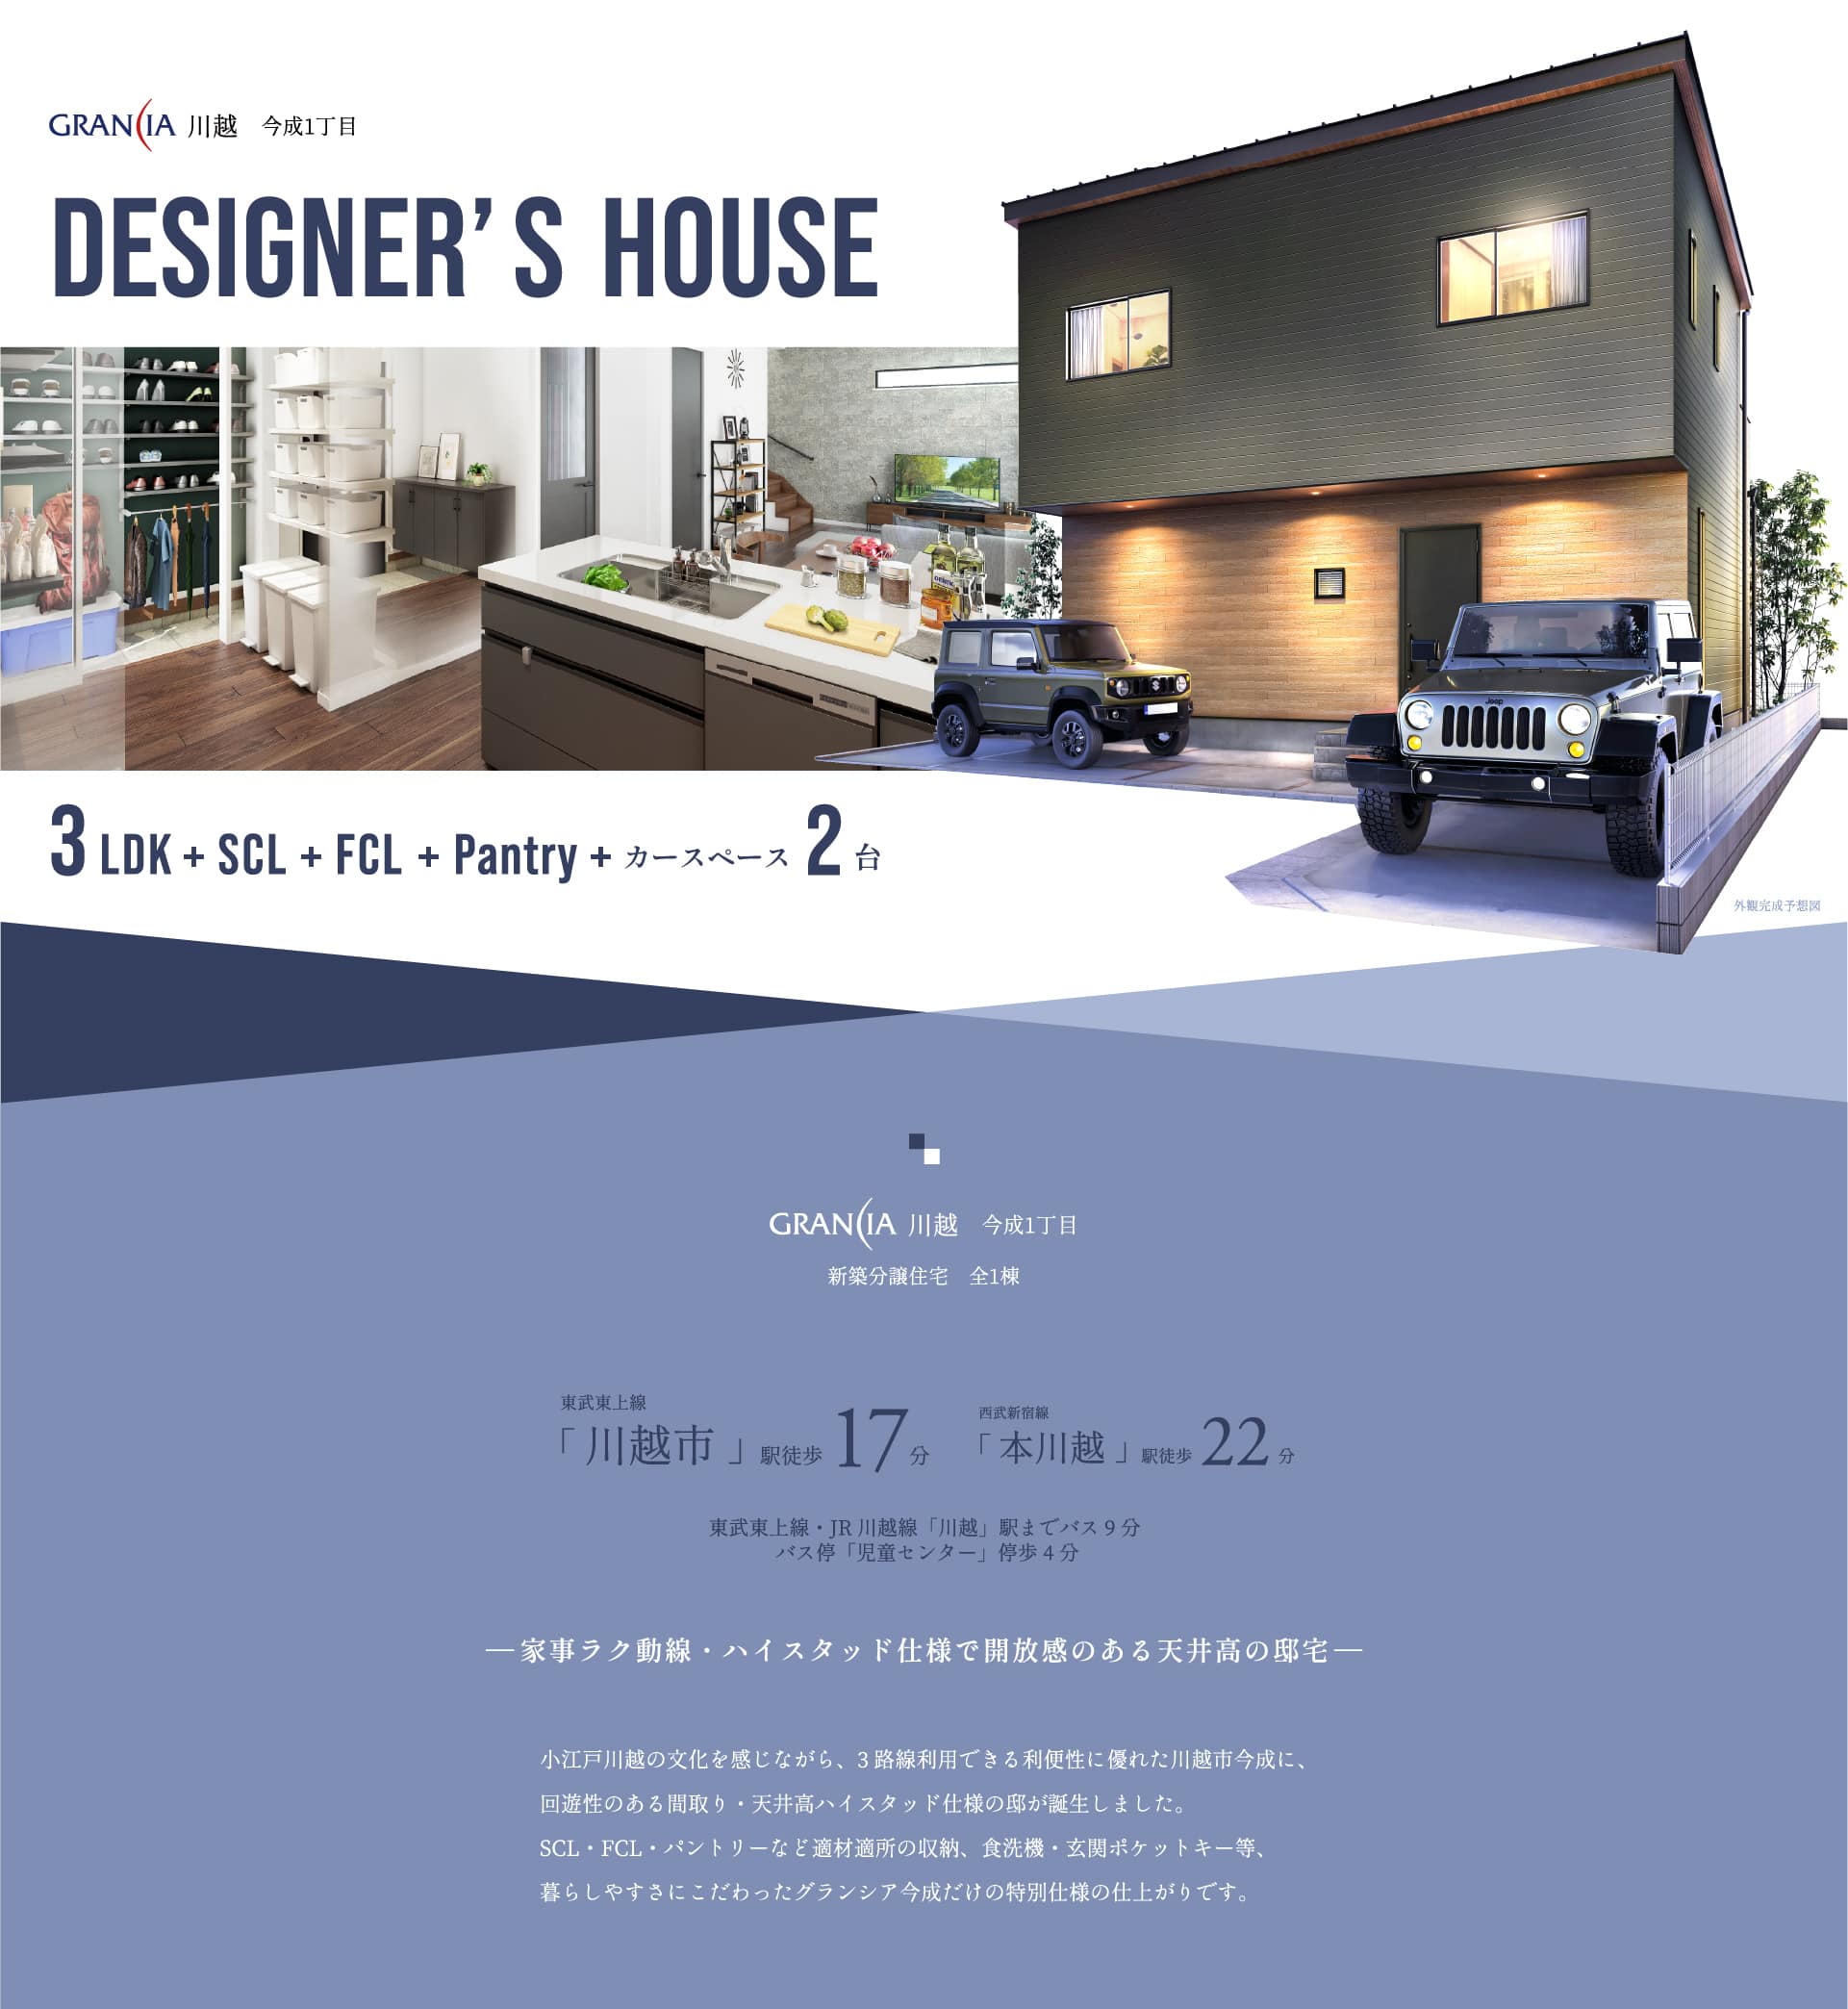 GRANCIA 川越 今成1丁目
DESIGNER'S HOUSE
3 LDK + SCL + FCL + Pantry + カースペース 2 台
Jeep
外観完成予想図
GRANCIA 川越 今成1丁目
新築分譲住宅 全1棟
東武東上線
「川越市」駅徒歩 17 分
西武新宿線
「本川越」駅徒歩 22 分
東武東上線・JR 川越線「川越」駅までバス 9 分
バス停「児童センター」停歩 4 分
―家事ラク動線・ハイスタッド仕様で開放感のある天井高の邸宅―
小江戸川越の文化を感じながら、3 路線利用できる利便性に優れた川越市今成に、
回遊性のある間取り・天井高ハイスタッド仕様の邸が誕生しました。
SCL・FCL・パントリーなど適材適所の収納、食洗機・玄関ポケットキー等、
暮らしやすさにこだわったグランシア今成だけの特別仕様の仕上がりです。